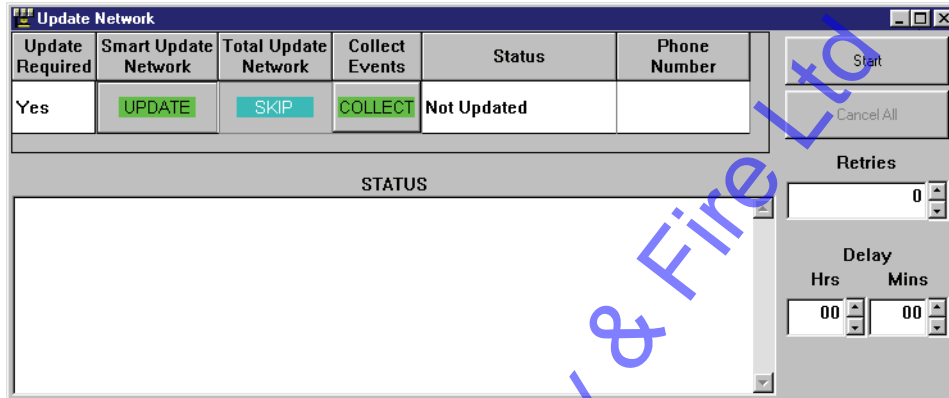 Update Network
Update Required
Smart Update Network
Total Update Network
Collect Events
Status
Phone Number
Yes
UPDATE
SKIP
COLLECT
Not Updated
Start
Cancel All
Retries
0
STATUS
Delay
Hrs
Mins
00
00
y & Fire Ltd